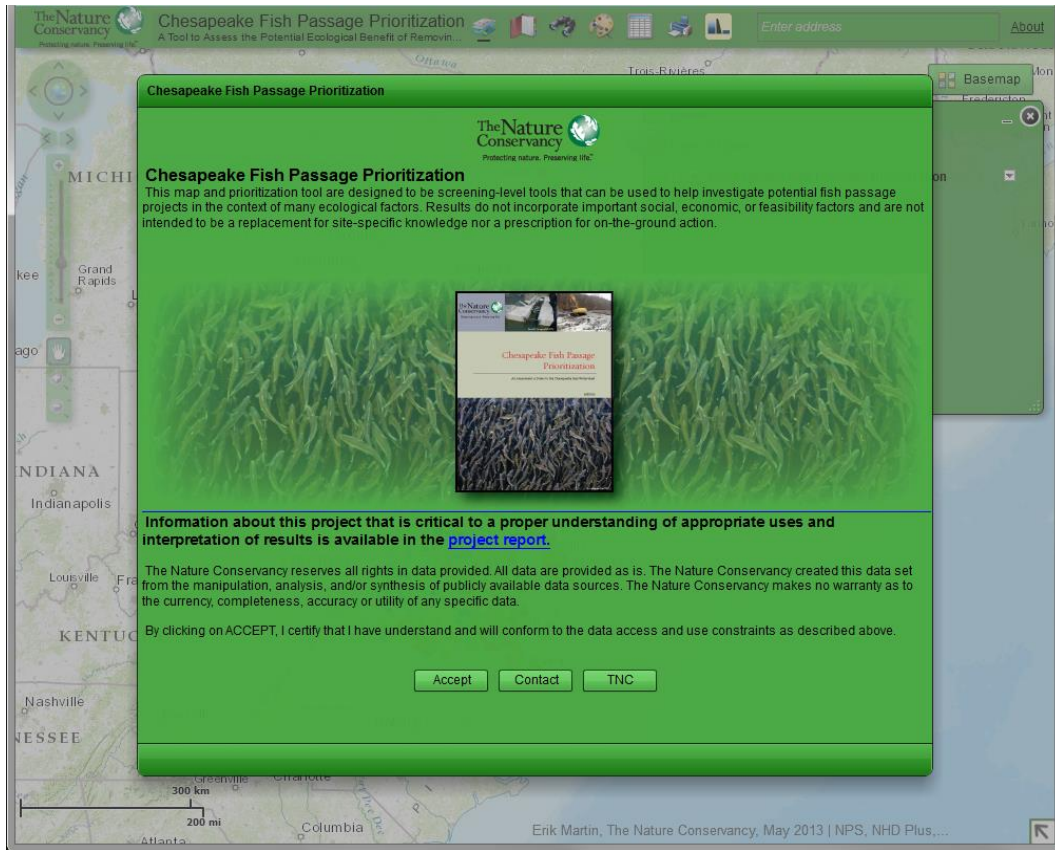 The Nature
Conservancy
Protecting nature. Preserving life.™
Chesapeake Fish Passage Prioritization
A Tool to Assess the Potential Ecological Benefit of Removin...
Enter address
About
Ottawa
Trois-Rivières
Basemap
Fredericton
Chesapeake Fish Passage Prioritization
The Nature
Conservancy
Protecting nature. Preserving life.™
Chesapeake Fish Passage Prioritization
This map and prioritization tool are designed to be screening-level tools that can be used to help investigate potential fish passage
projects in the context of many ecological factors. Results do not incorporate important social, economic, or feasibility factors and are not
intended to be a replacement for site-specific knowledge nor a prescription for on-the-ground action.
MICHI
on
kee
Grand
Rapids
ago
The Nature
Conservancy
Chesapeake Fish Passage
Prioritization
NDIANA
Indianapolis
Information about this project that is critical to a proper understanding of appropriate uses and
interpretation of results is available in the project report.
The Nature Conservancy reserves all rights in data provided. All data are provided as is. The Nature Conservancy created this data set
from the manipulation, analysis, and/or synthesis of publicly available data sources. The Nature Conservancy makes no warranty as to
the currency, completeness, accuracy or utility of any specific data.
Louisville
Fra
By clicking on ACCEPT, I certify that I have understand and will conform to the data access and use constraints as described above.
KENTUC
Accept
Contact
TNC
Nashville
NESSEE
Greenville
Charlotte
300 km
200 mi
Columbia
Pee Dee
Atlanta
Erik Martin, The Nature Conservancy, May 2013 | NPS, NHD Plus,...